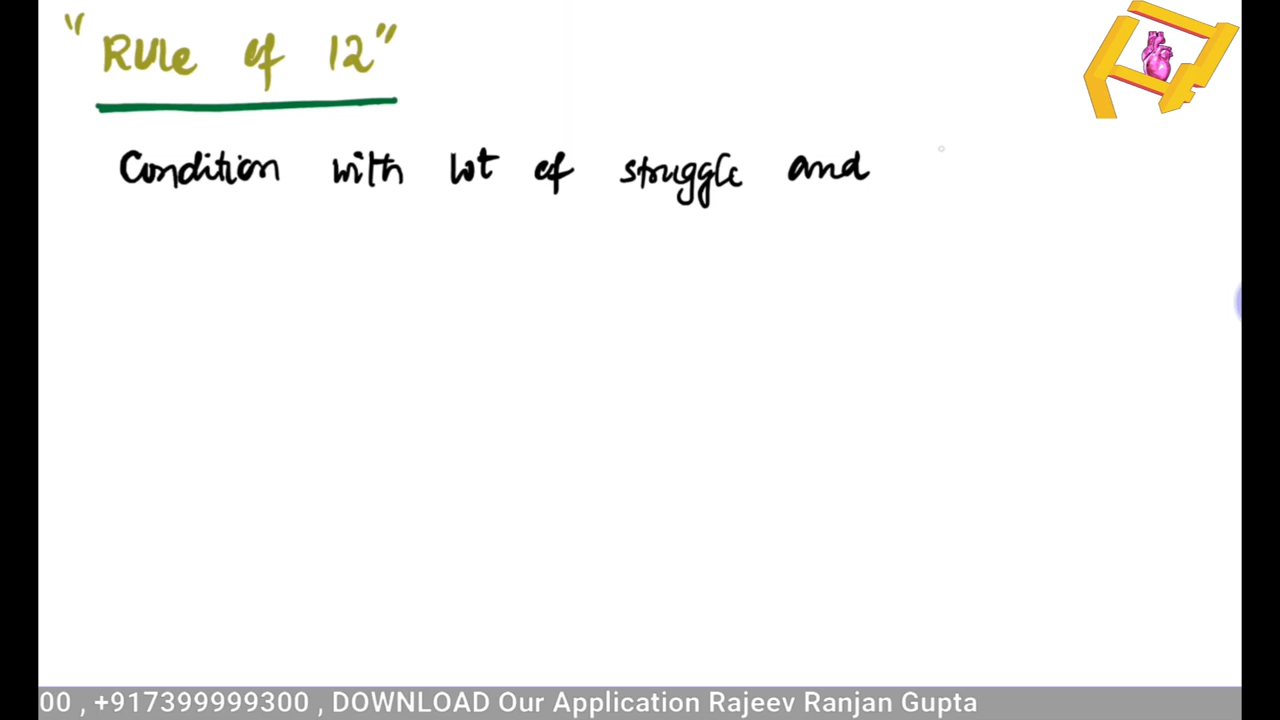 "Rule of 12"
Condition with lot of struggle and
00 , +917399999300 , DOWNLOAD Our Application Rajeev Ranjan Gupta